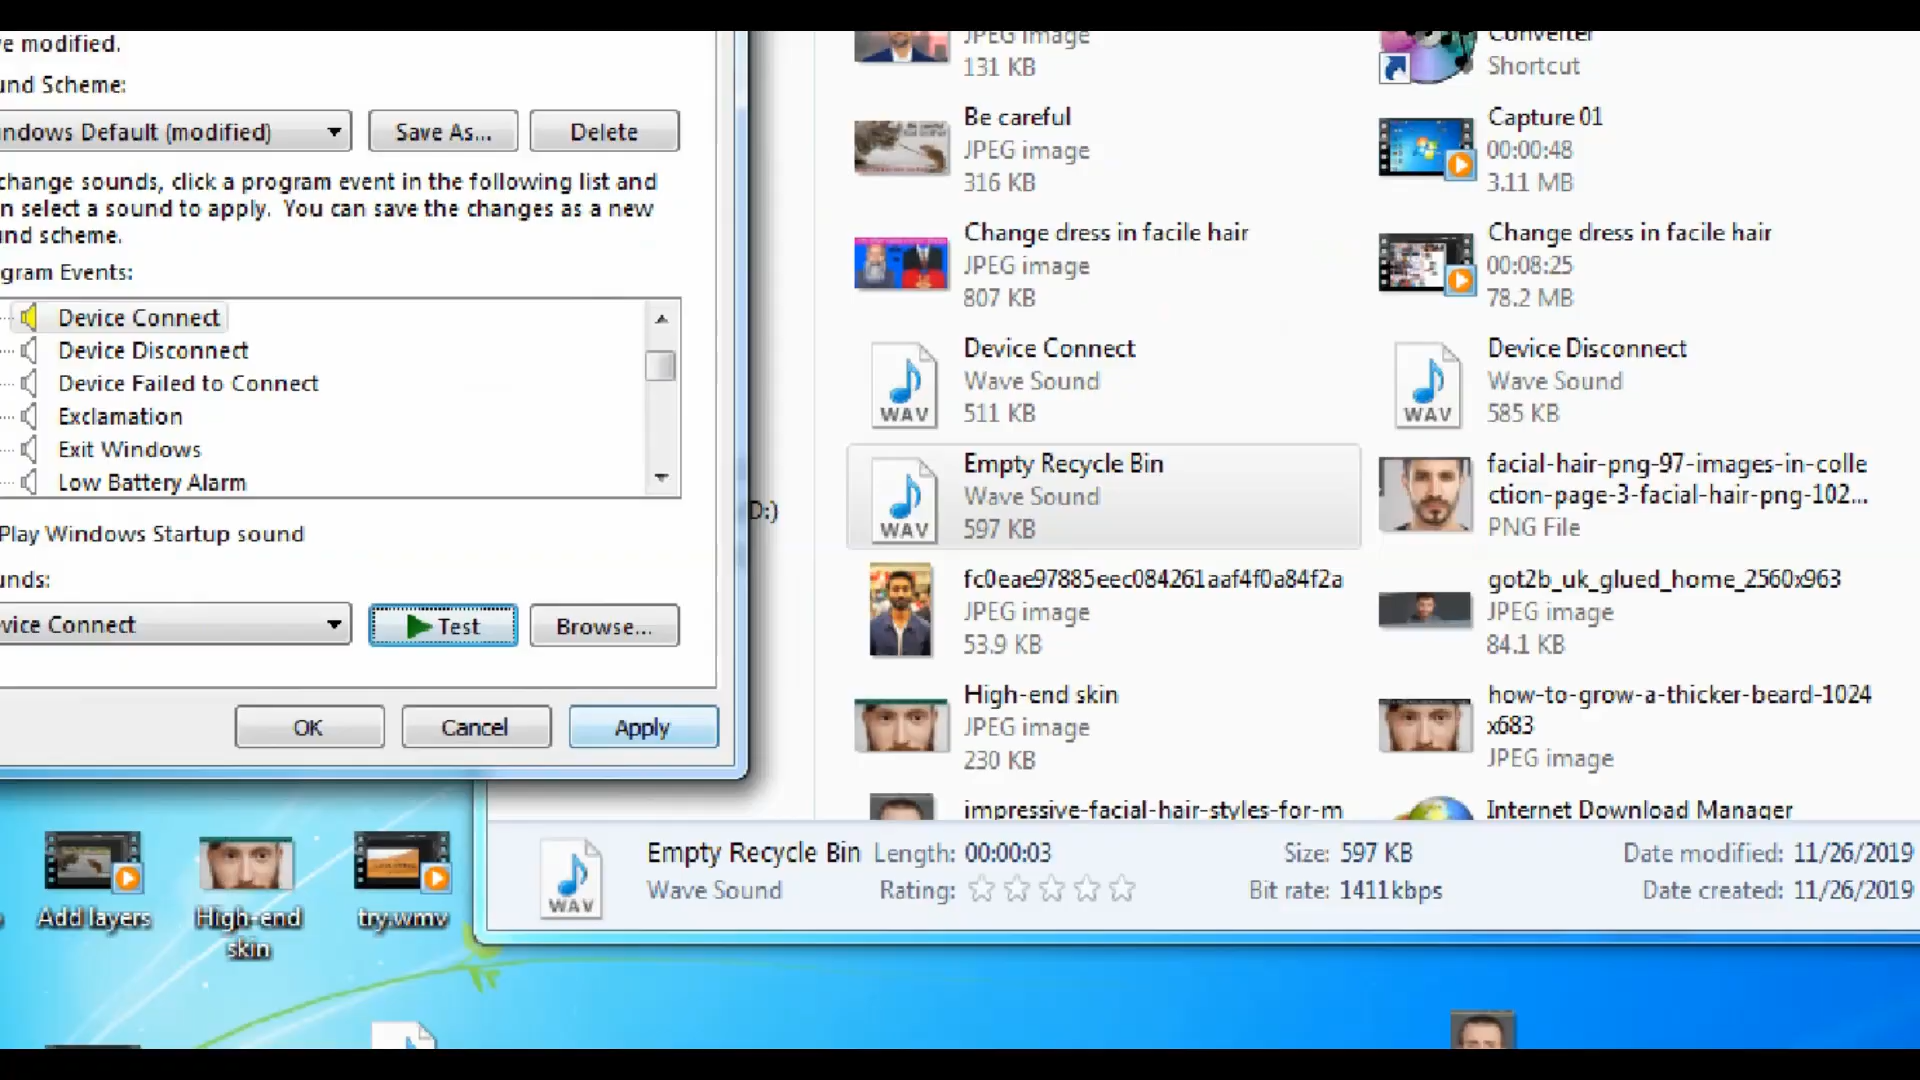 e modified.
und Scheme:
ndows Default (modified)
Save As...
Delete
change sounds, click a program event in the following list and
n select a sound to apply. You can save the changes as a new
und scheme.
gram Events:
Device Connect
Device Disconnect
Device Failed to Connect
Exclamation
Exit Windows
Low Battery Alarm
Play Windows Startup sound
unds:
vice Connect
Test
Browse...
OK
Cancel
Apply
D:)
JPEG image
131 KB
Converter
Shortcut
Be careful
JPEG image
316 KB
Capture 01
00:00:48
3.11 MB
Change dress in facile hair
JPEG image
807 KB
Change dress in facile hair
00:08:25
78.2 MB
WAV
Device Connect
Wave Sound
511 KB
WAV
Device Disconnect
Wave Sound
585 KB
WAV
Empty Recycle Bin
Wave Sound
597 KB
facial-hair-png-97-images-in-colle
ction-page-3-facial-hair-png-102...
PNG File
fc0eae97885eec084261aaf4f0a84f2a
JPEG image
53.9 KB
got2b_uk_glued_home_2560x963
JPEG image
84.1 KB
High-end skin
JPEG image
230 KB
how-to-grow-a-thicker-beard-1024
x683
JPEG image
impressive-facial-hair-styles-for-m
Internet Download Manager
WAV
Empty Recycle Bin
Wave Sound
Length: 00:00:03
Rating:
Size: 597 KB
Bit rate: 1411kbps
Date modified: 11/26/2019
Date created: 11/26/2019
Add layers
High-end
skin
try.wmv